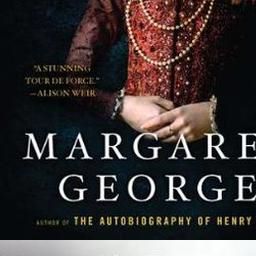 "A STUNNING
TOUR DE FORCE."
—ALISON WEIR
MARGARE
GEORGE
AUTHOR OF THE AUTOBIOGRAPHY OF HENRY